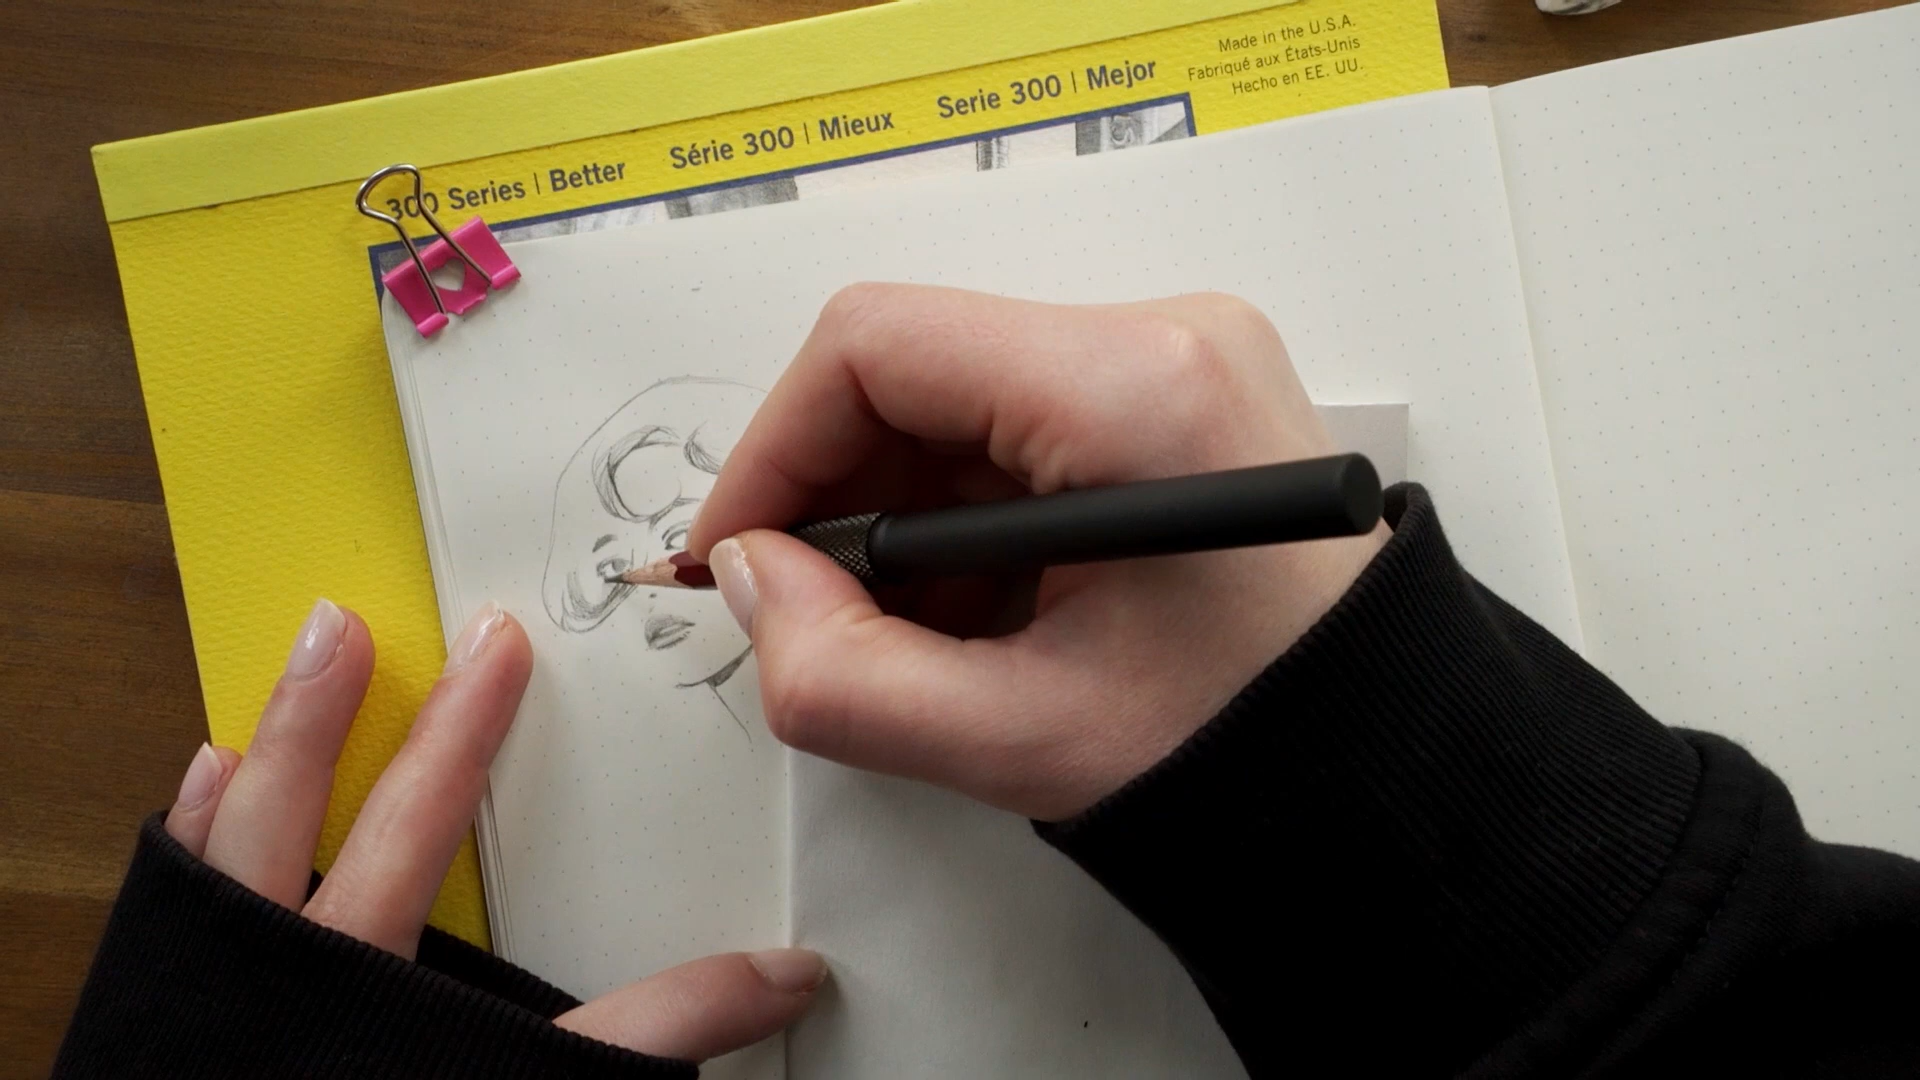 300 Series | Better
Série 300 | Mieux
Serie 300 | Mejor
Made in the U.S.A.
Fabriqué aux États-Unis
Hecho en EE. UU.